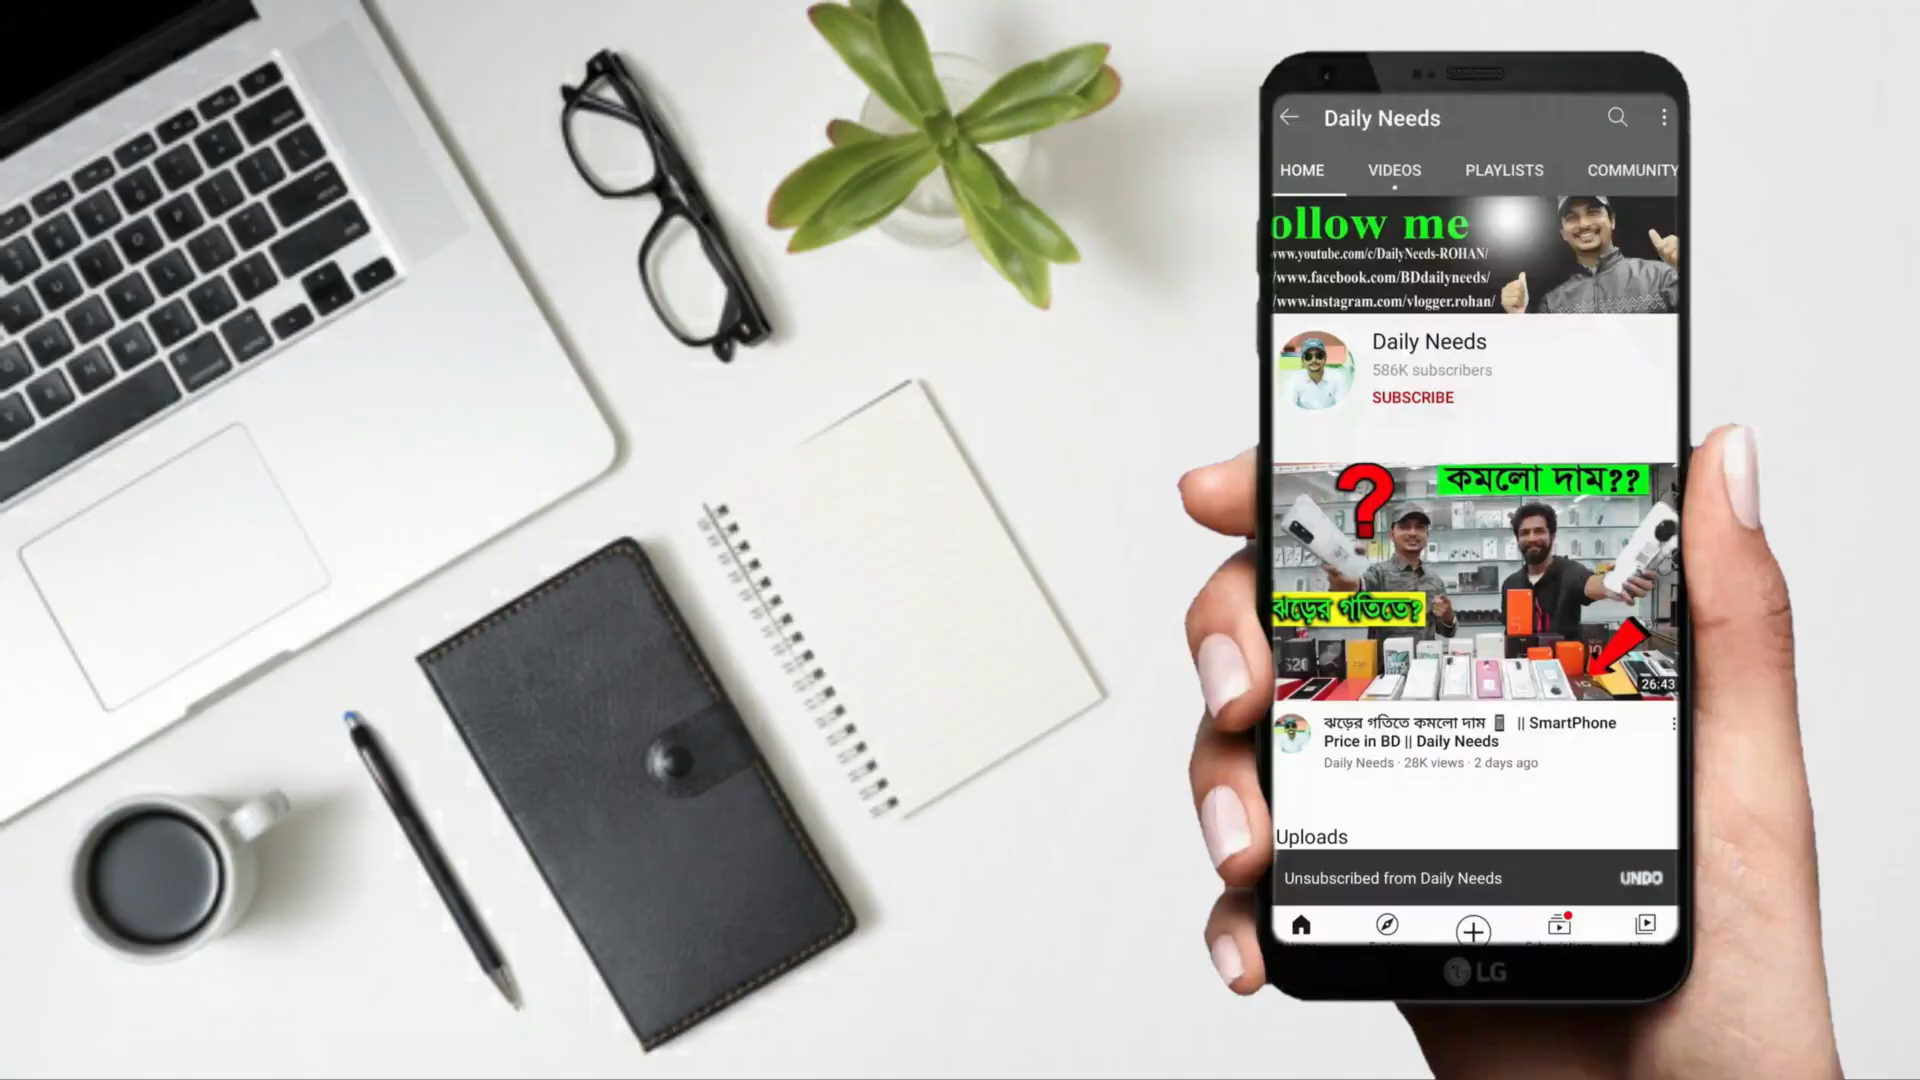 Daily Needs
HOME VIDEOS PLAYLISTS COMMUNITY
ollow me
www.youtube.com/c/DailyNeeds-ROHAN/
www.facebook.com/BDdailyneeds/
www.instagram.com/vlogger.rohan/
Daily Needs
586K subscribers
SUBSCRIBE
?
কমলো দাম??
ঝড়ের গতিতে?
S20
26:43
ঝড়ের গতিতে কমলো দাম || SmartPhone
Price in BD || Daily Needs
Daily Needs · 28K views · 2 days ago
Uploads
Unsubscribed from Daily Needs UNDO
LG